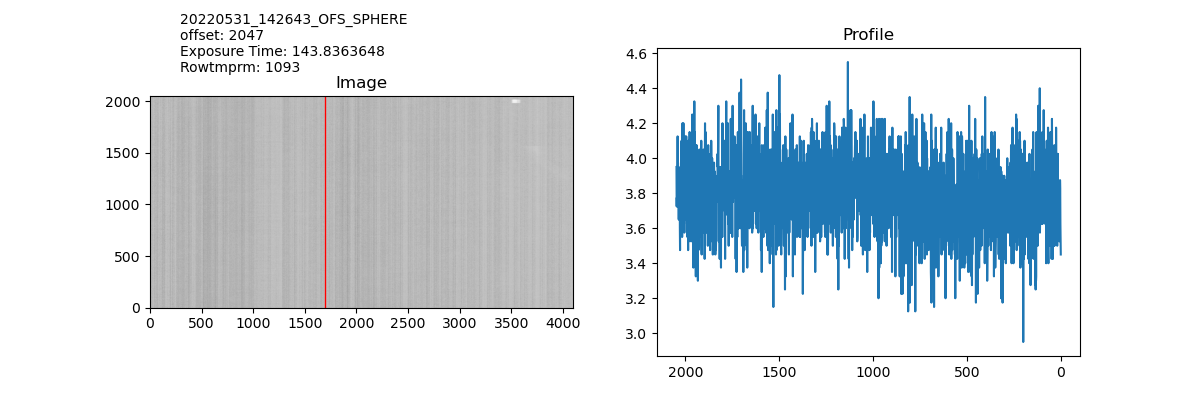 20220531_142643_OFS_SPHERE
offset: 2047
Exposure Time: 143.8363648
Rowtmprm: 1093
Image
2000
1500
1000
500
0
0 500 1000 1500 2000 2500 3000 3500 4000
Profile
4.6
4.4
4.2
4.0
3.8
3.6
3.4
3.2
3.0
2000 1500 1000 500 0